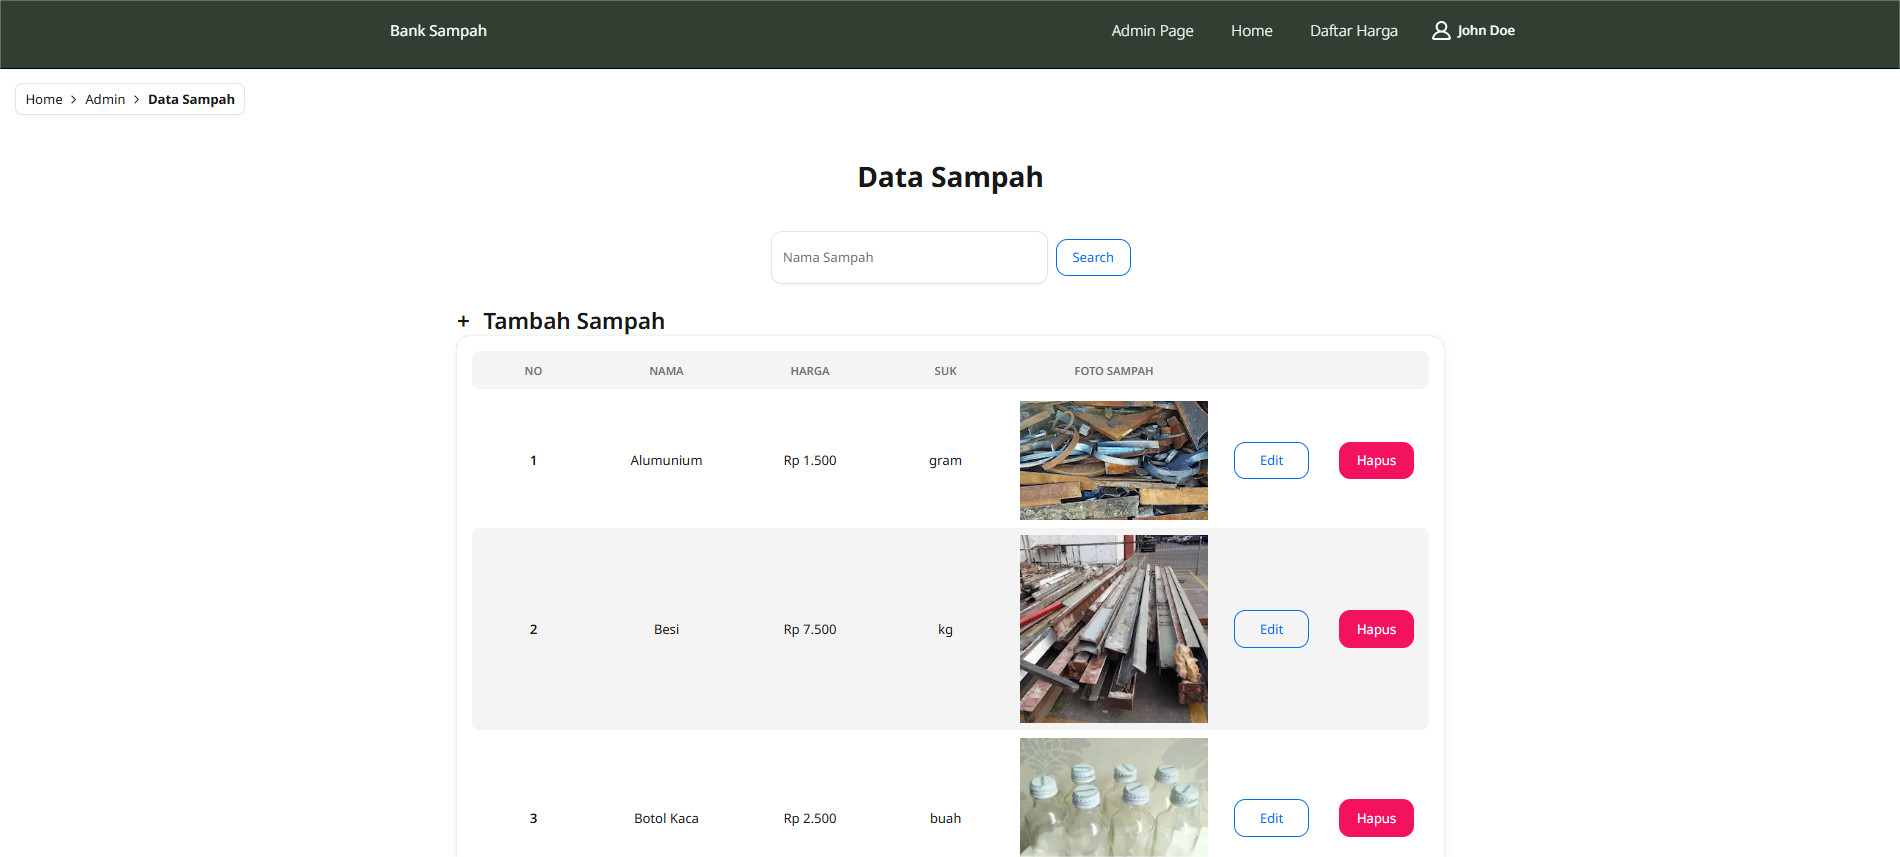 Bank Sampah Admin Page Home Daftar Harga John Doe
Home > Admin > Data Sampah
Data Sampah
Nama Sampah Search
+ Tambah Sampah
NO NAMA HARGA SUK FOTO SAMPAH
1 Alumunium Rp 1.500 gram Edit Hapus
2 Besi Rp 7.500 kg Edit Hapus
3 Botol Kaca Rp 2.500 buah Edit Hapus